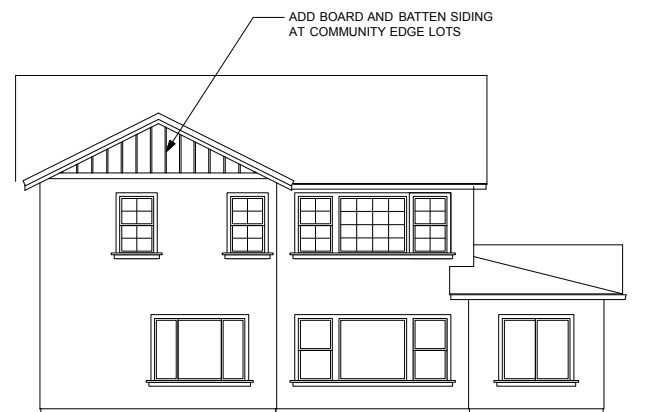 ADD BOARD AND BATTEN SIDING
AT COMMUNITY EDGE LOTS